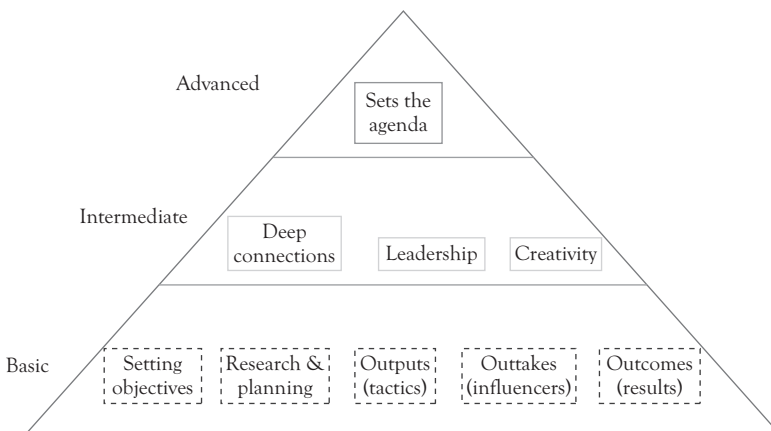 Advanced
Sets the
agenda
Intermediate
Deep
connections
Leadership
Creativity
Basic
Setting
objectives
Research &
planning
Outputs
(tactics)
Outtakes
(influencers)
Outcomes
(results)